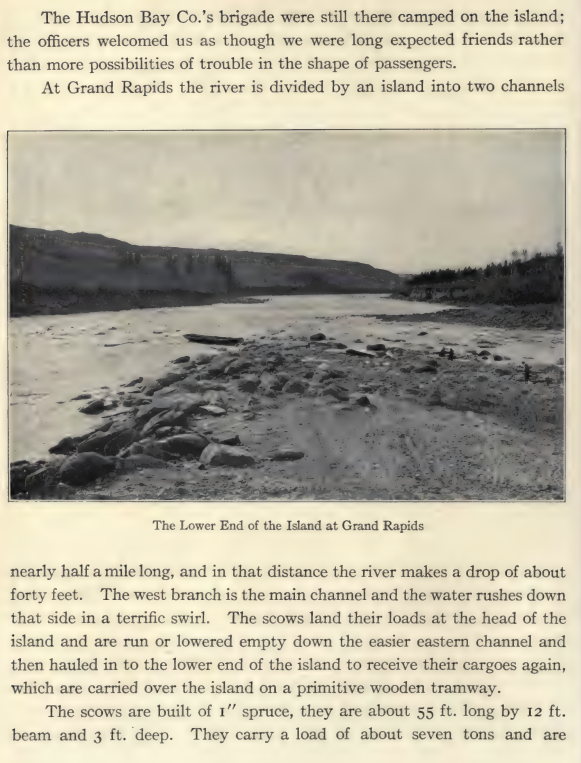 The Hudson Bay Co.'s brigade were still there camped on the island;
the officers welcomed us as though we were long expected friends rather
than more possibilities of trouble in the shape of passengers.
At Grand Rapids the river is divided by an island into two channels
The Lower End of the Island at Grand Rapids
nearly half a mile long, and in that distance the river makes a drop of about
forty feet. The west branch is the main channel and the water rushes down
that side in a terrific swirl. The scows land their loads at the head of the
island and are run or lowered empty down the easier eastern channel and
then hauled in to the lower end of the island to receive their cargoes again,
which are carried over the island on a primitive wooden tramway.
The scows are built of 1″ spruce, they are about 55 ft. long by 12 ft.
beam and 3 ft. deep. They carry a load of about seven tons and are